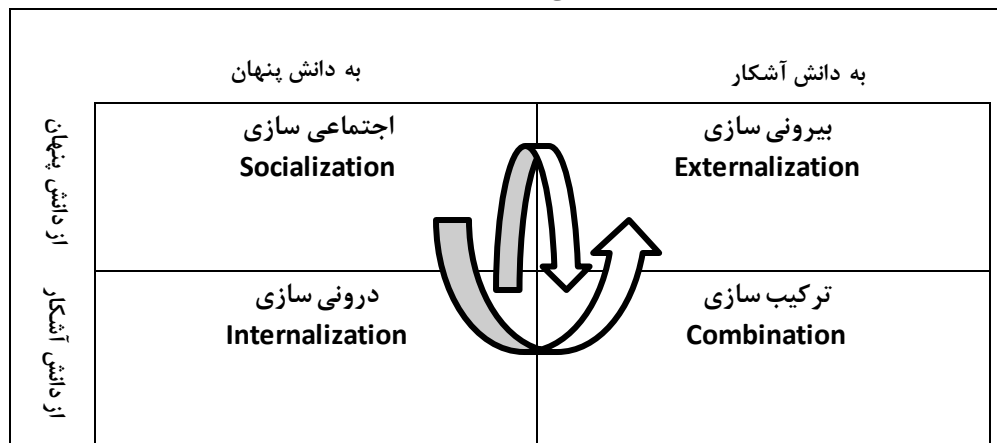 به دانش آشکار
به دانش پنهان
از دانش پنهان
اجتماعی سازی
Socialization
بیرونی سازی
Externalization
از دانش آشکار
درونی سازی
Internalization
ترکیب سازی
Combination